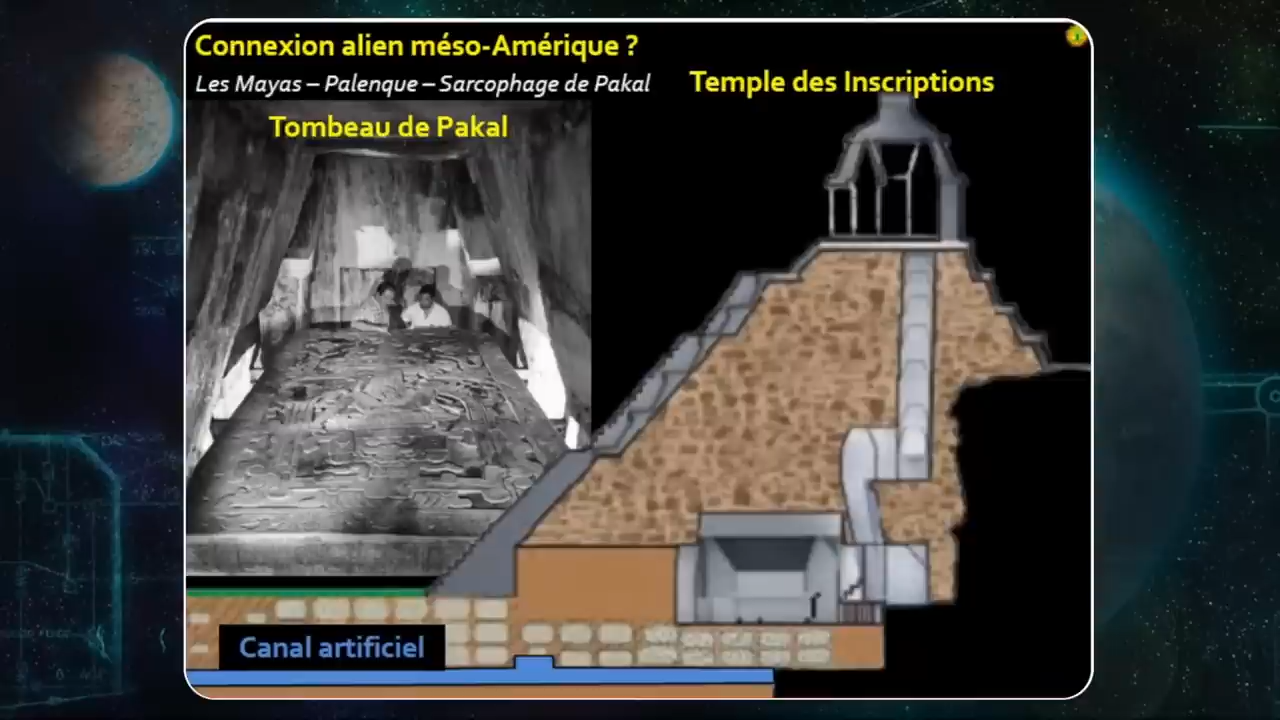 Connexion alien méso-Amérique ?
Les Mayas – Palenque – Sarcophage de Pakal
Temple des Inscriptions
Tombeau de Pakal
Canal artificiel